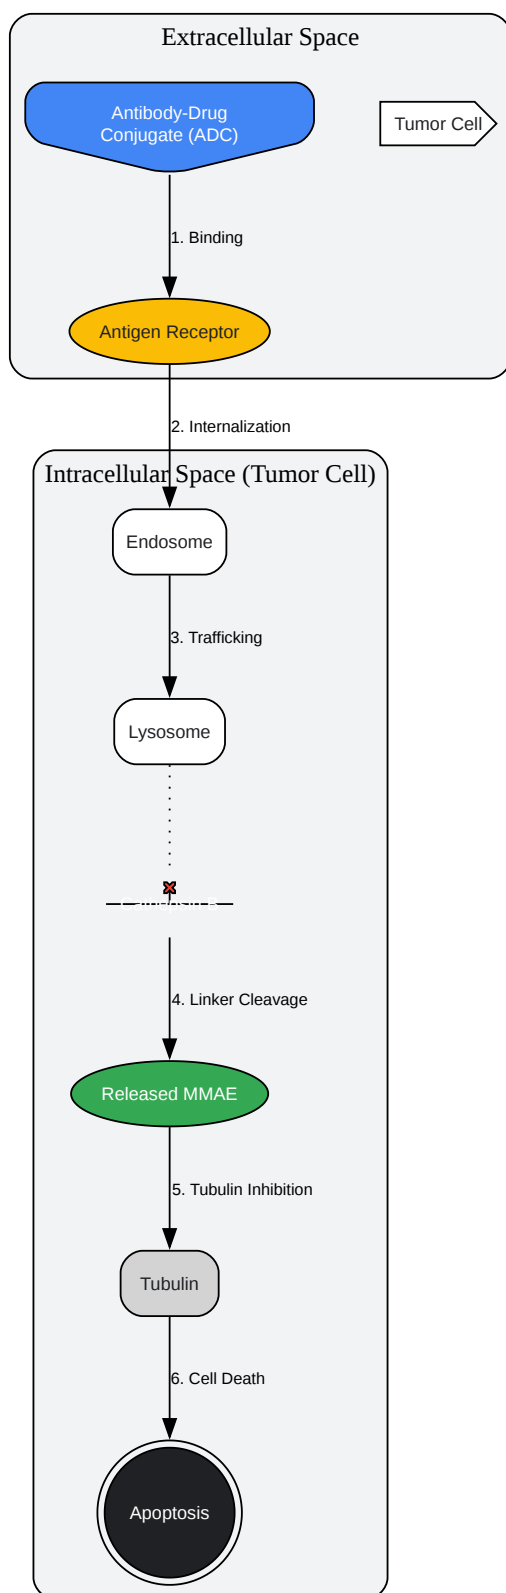 Extracellular Space
Antibody-Drug
Conjugate (ADC)
Tumor Cell
1. Binding
Antigen Receptor
2. Internalization
Intracellular Space (Tumor Cell)
Endosome
3. Trafficking
Lysosome
4. Linker Cleavage
Released MMAE
5. Tubulin Inhibition
Tubulin
6. Cell Death
Apoptosis